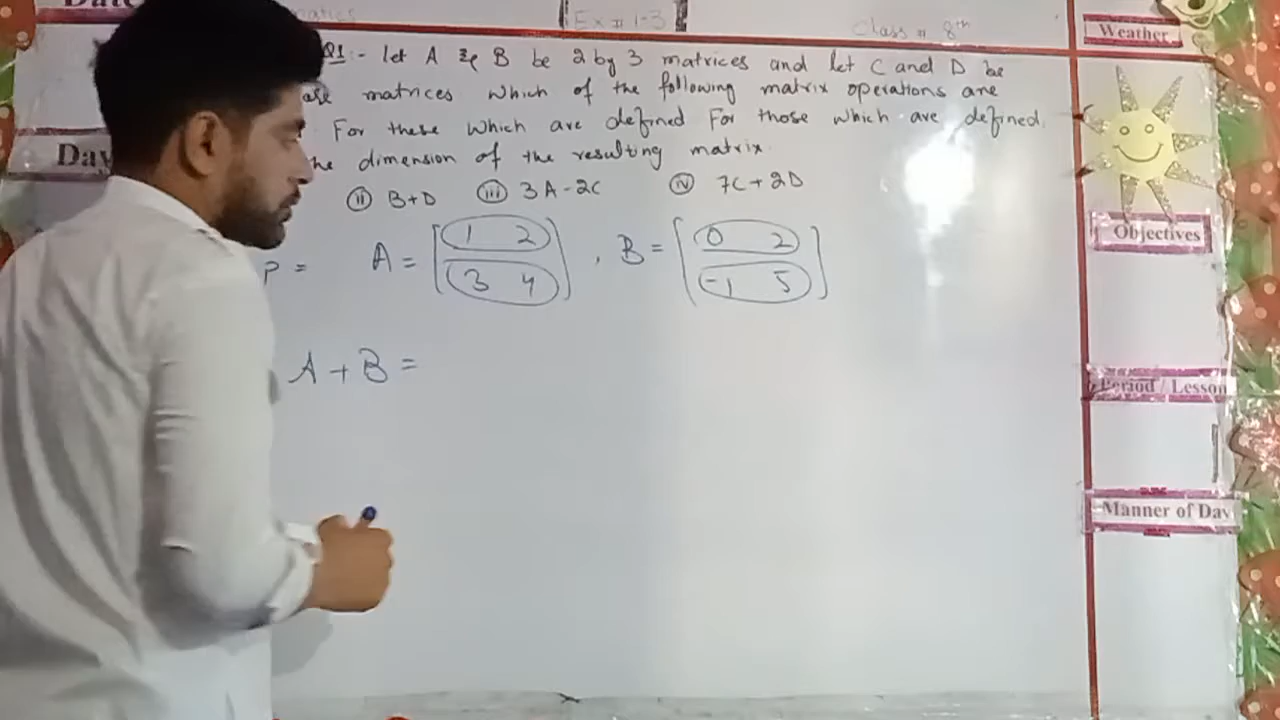 Ex # 1-3
Class # 8th
Weather
Q1:- let A & B be 2 by 3 matrices and let C and D be
matrices which of the following matrix operations are
For these which are defined For those which are defined.
Day
the dimension of the resulting matrix.
(ii) B+D (iii) 3A-2C (iv) 7C+2D
Objectives
P = A = [1 2 3 4] , B = [0 2 -1 5]
A + B =
Period / Lesson
Manner of Day